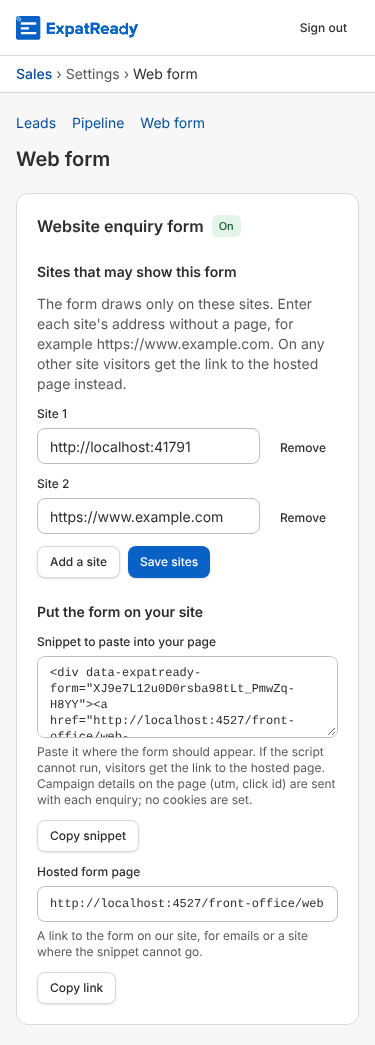 ExpatReady
Sign out
Sales › Settings › Web form
Leads Pipeline Web form
Web form
Website enquiry form On
Sites that may show this form
The form draws only on these sites. Enter
each site's address without a page, for
example https://www.example.com. On any
other site visitors get the link to the hosted
page instead.
Site 1
http://localhost:41791 Remove
Site 2
https://www.example.com Remove
Add a site Save sites
Put the form on your site
Snippet to paste into your page
<div data-expatready-
form="XJ9e7L12u0D0rsba98tLt_PmwZq-
H8YY"><a
href="http://localhost:4527/front-
office/web-
Paste it where the form should appear. If the script
cannot run, visitors get the link to the hosted page.
Campaign details on the page (utm, click id) are sent
with each enquiry; no cookies are set.
Copy snippet
Hosted form page
http://localhost:4527/front-office/web
A link to the form on our site, for emails or a site
where the snippet cannot go.
Copy link